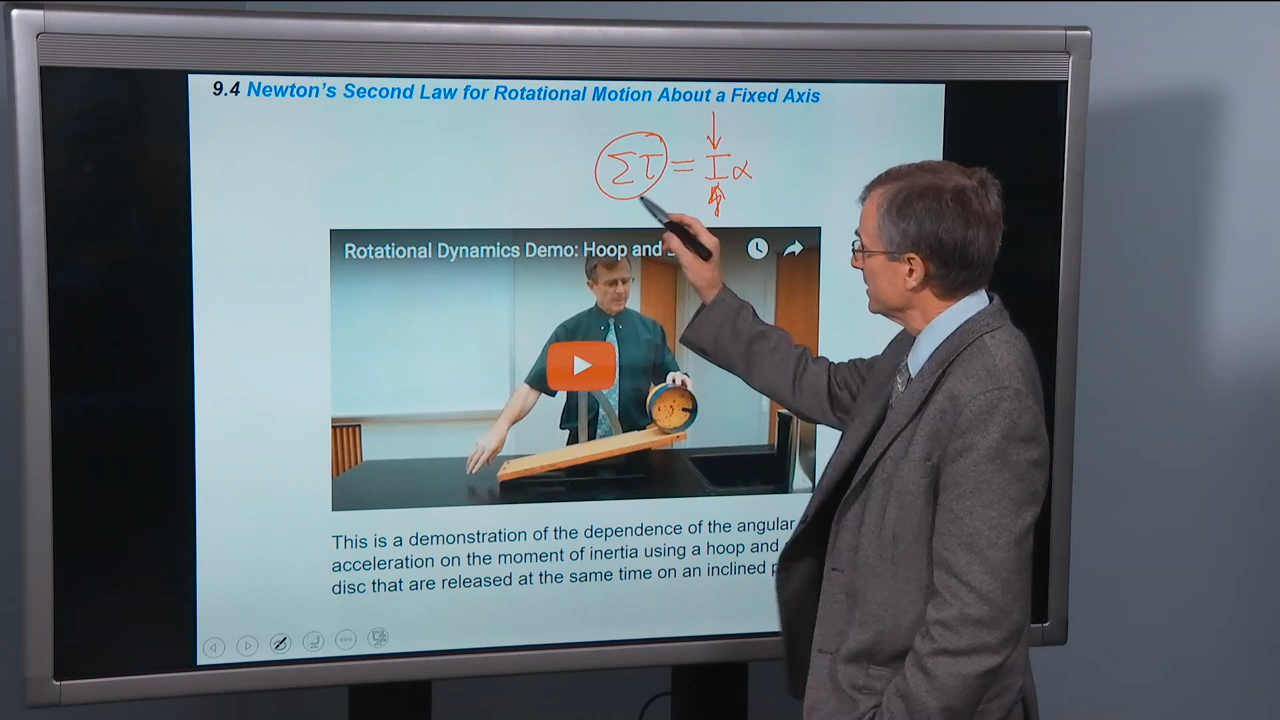 9.4 Newton's Second Law for Rotational Motion About a Fixed Axis
Στ = Iα
Rotational Dynamics Demo: Hoop and
This is a demonstration of the dependence of the angular
acceleration on the moment of inertia using a hoop and
disc that are released at the same time on an inclined